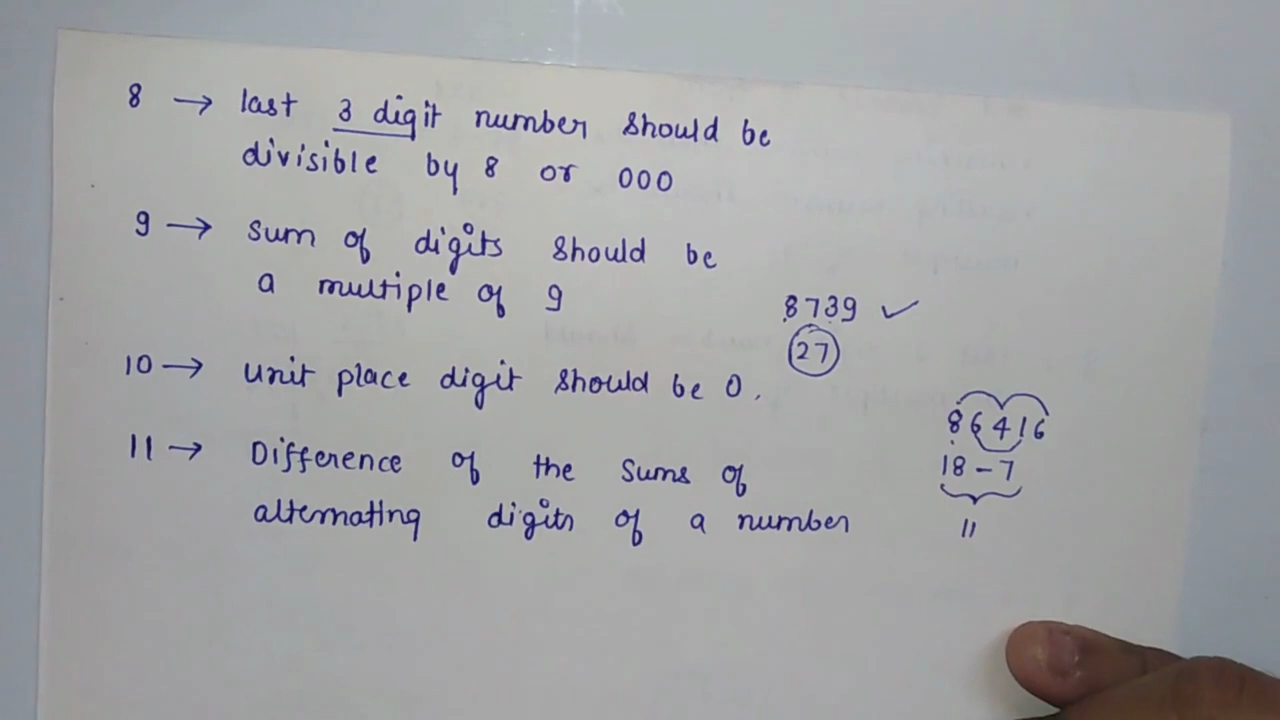 8 → last 3 digit number should be
divisible by 8 or 000
9 → sum of digits should be
a multiple of 9
8739 ✓
27
10 → unit place digit should be 0.
11 → Difference of the sums of
alternating digits of a number
86416
18 - 7
11